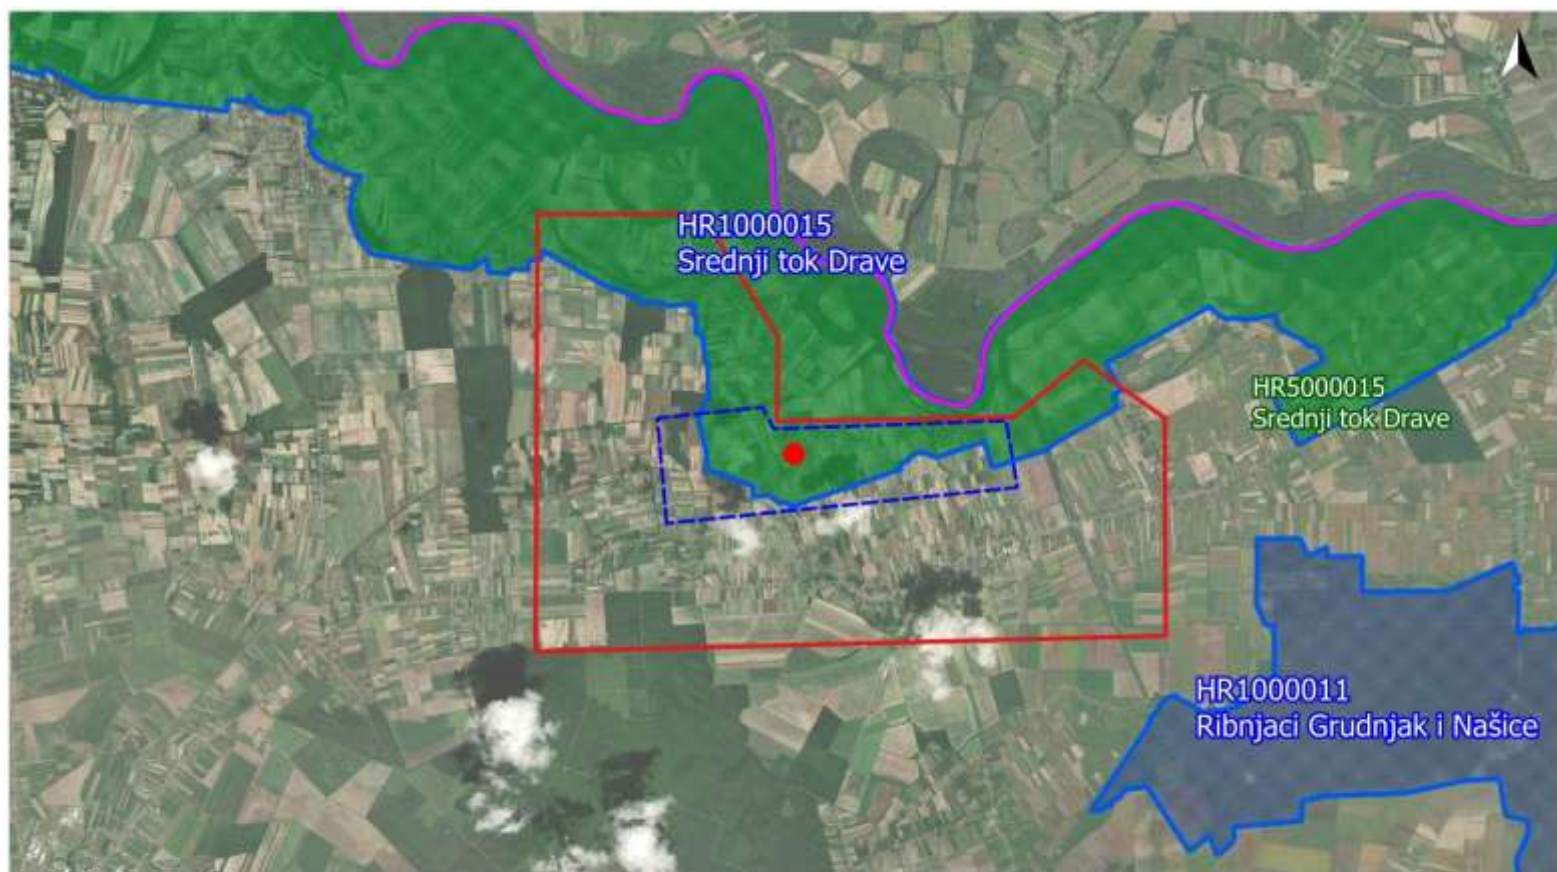 HR1000015
Srednji tok Drave
HR5000015
Srednji tok Drave
HR1000011
Ribnjaci Grudnjak i Našice